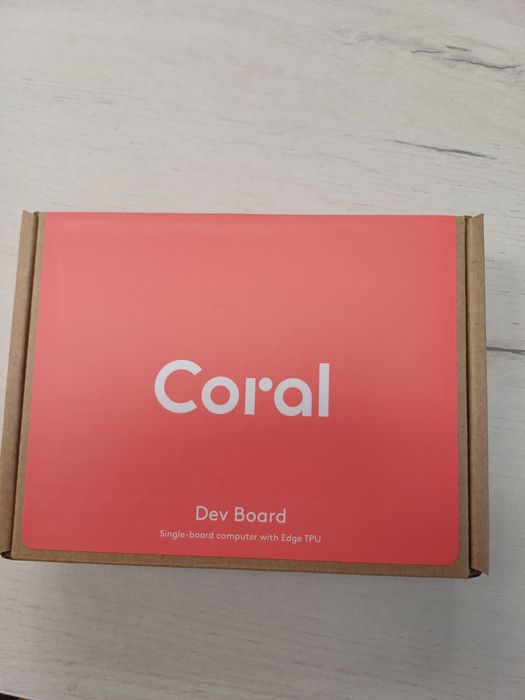 Coral
Dev Board
Single-board computer with Edge TPU